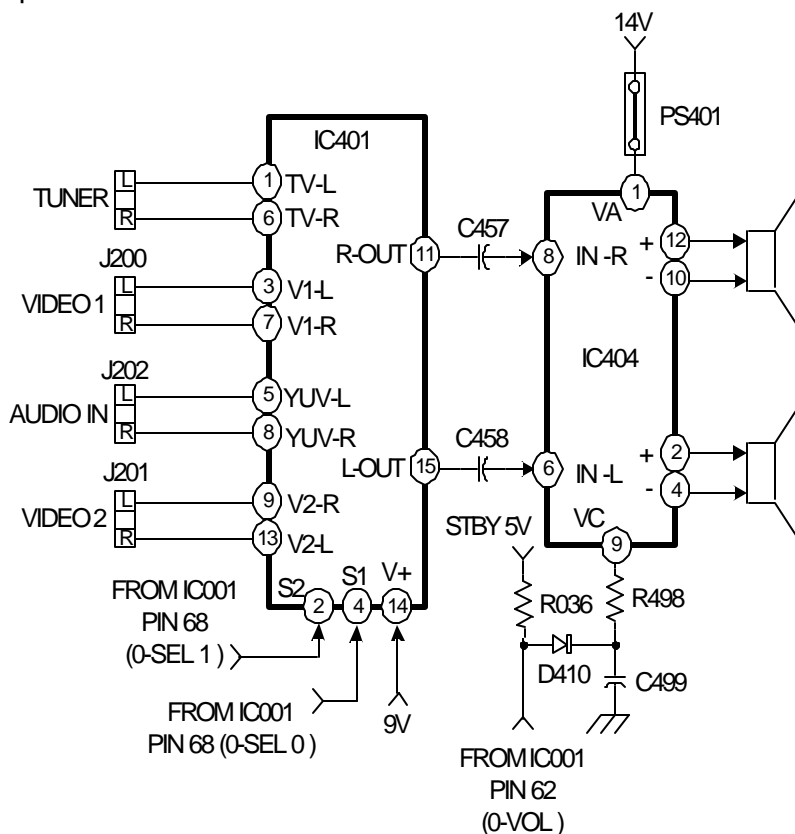 14V
PS401
IC401
TUNER
L
R
1
TV-L
6
TV-R
VA
1
J200
VIDEO 1
L
R
3
V1-L
7
V1-R
R-OUT
11
C457
8
IN -R
+
12
-
10
IC404
J202
AUDIO IN
L
R
5
YUV-L
8
YUV-R
L-OUT
15
C458
6
IN -L
+
2
-
4
J201
VIDEO 2
L
R
9
V2-R
13
V2-L
STBY 5V
VC
9
S2
2
S1
4
V+
14
FROM IC001
PIN 68
(0-SEL 1 )
R036
R498
D410
C499
FROM IC001
PIN 68 (0-SEL 0 )
9V
FROM IC001
PIN 62
(0-VOL )